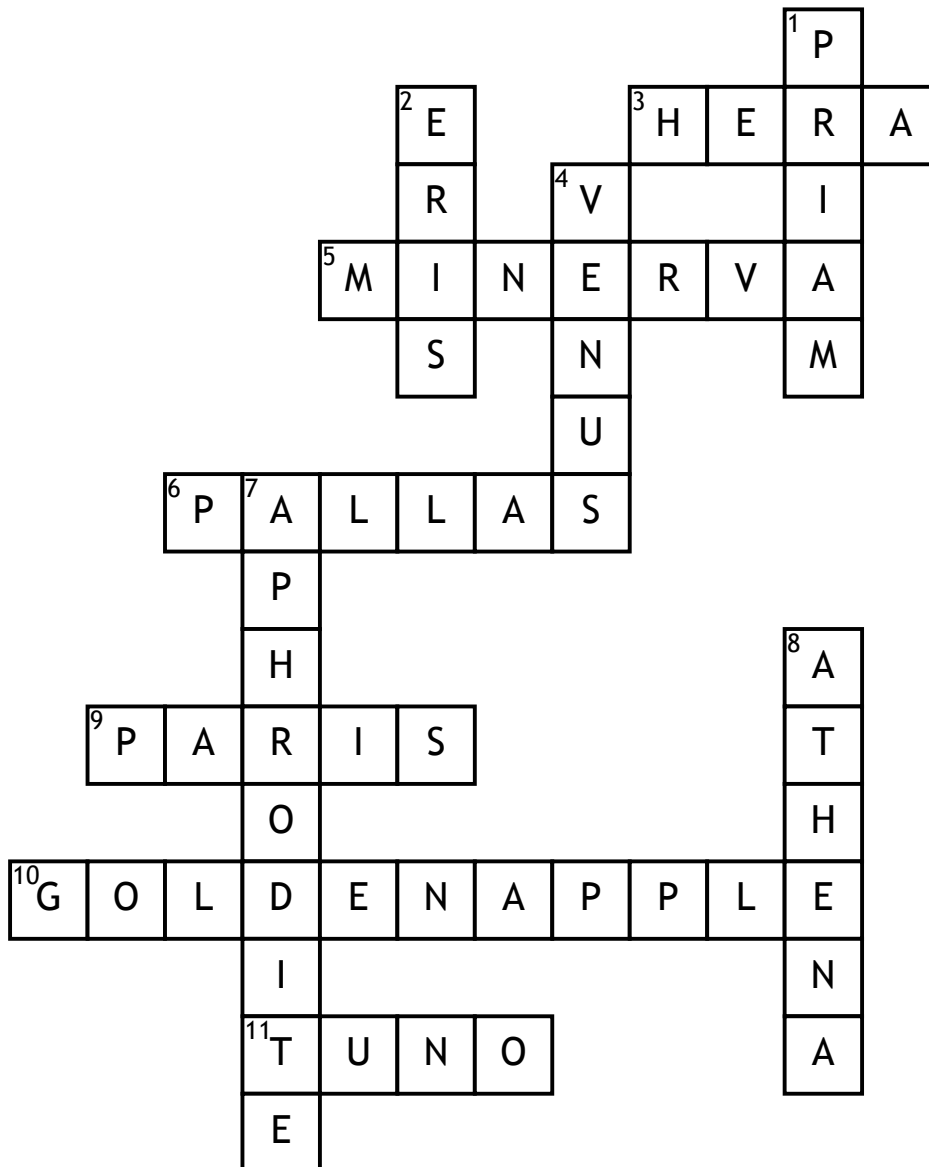 1 P
2 E 3 H E R A
R 4 V I
5 M I N E R V A
S N M
U
6 P 7 A L L A S
P
H 8 A
9 P A R I S T
O H
10 G O L D E N A P P L E
I N
11 T U N O A
E